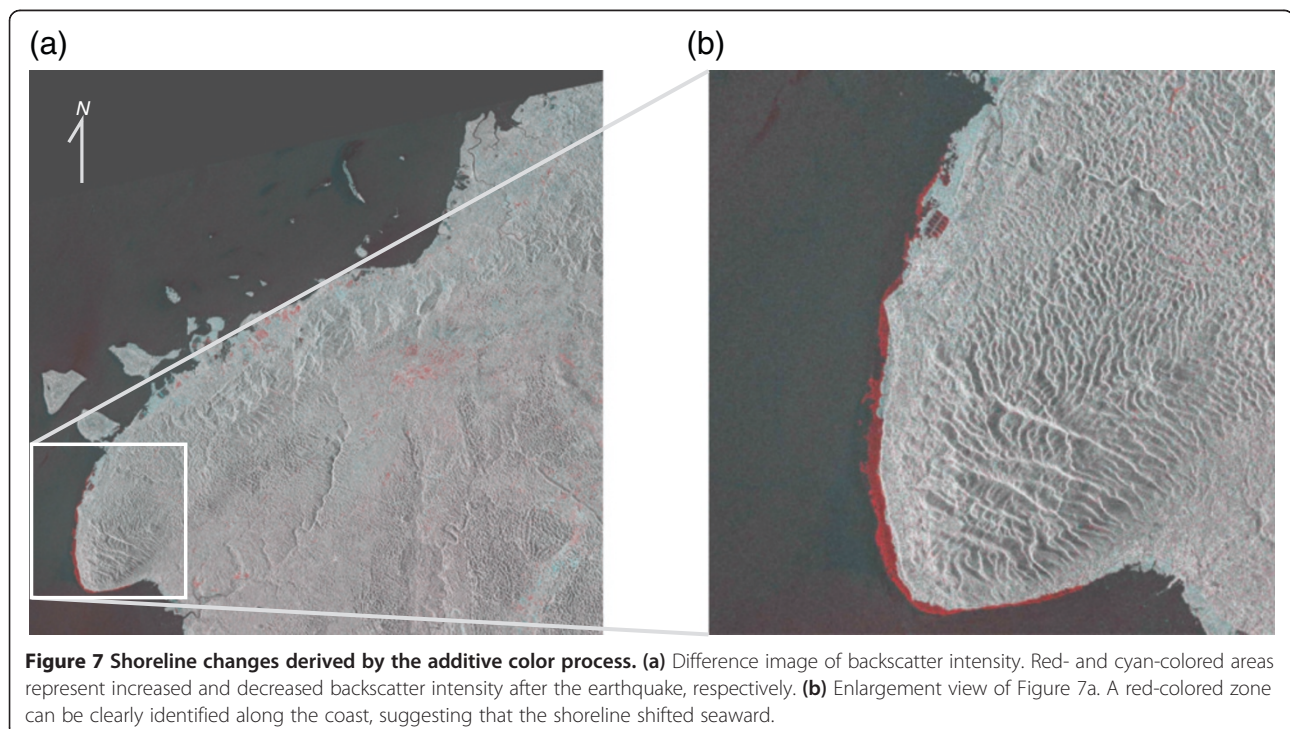 (a)
(b)
N
Figure 7 Shoreline changes derived by the additive color process. (a) Difference image of backscatter intensity. Red- and cyan-colored areas
represent increased and decreased backscatter intensity after the earthquake, respectively. (b) Enlargement view of Figure 7a. A red-colored zone
can be clearly identified along the coast, suggesting that the shoreline shifted seaward.